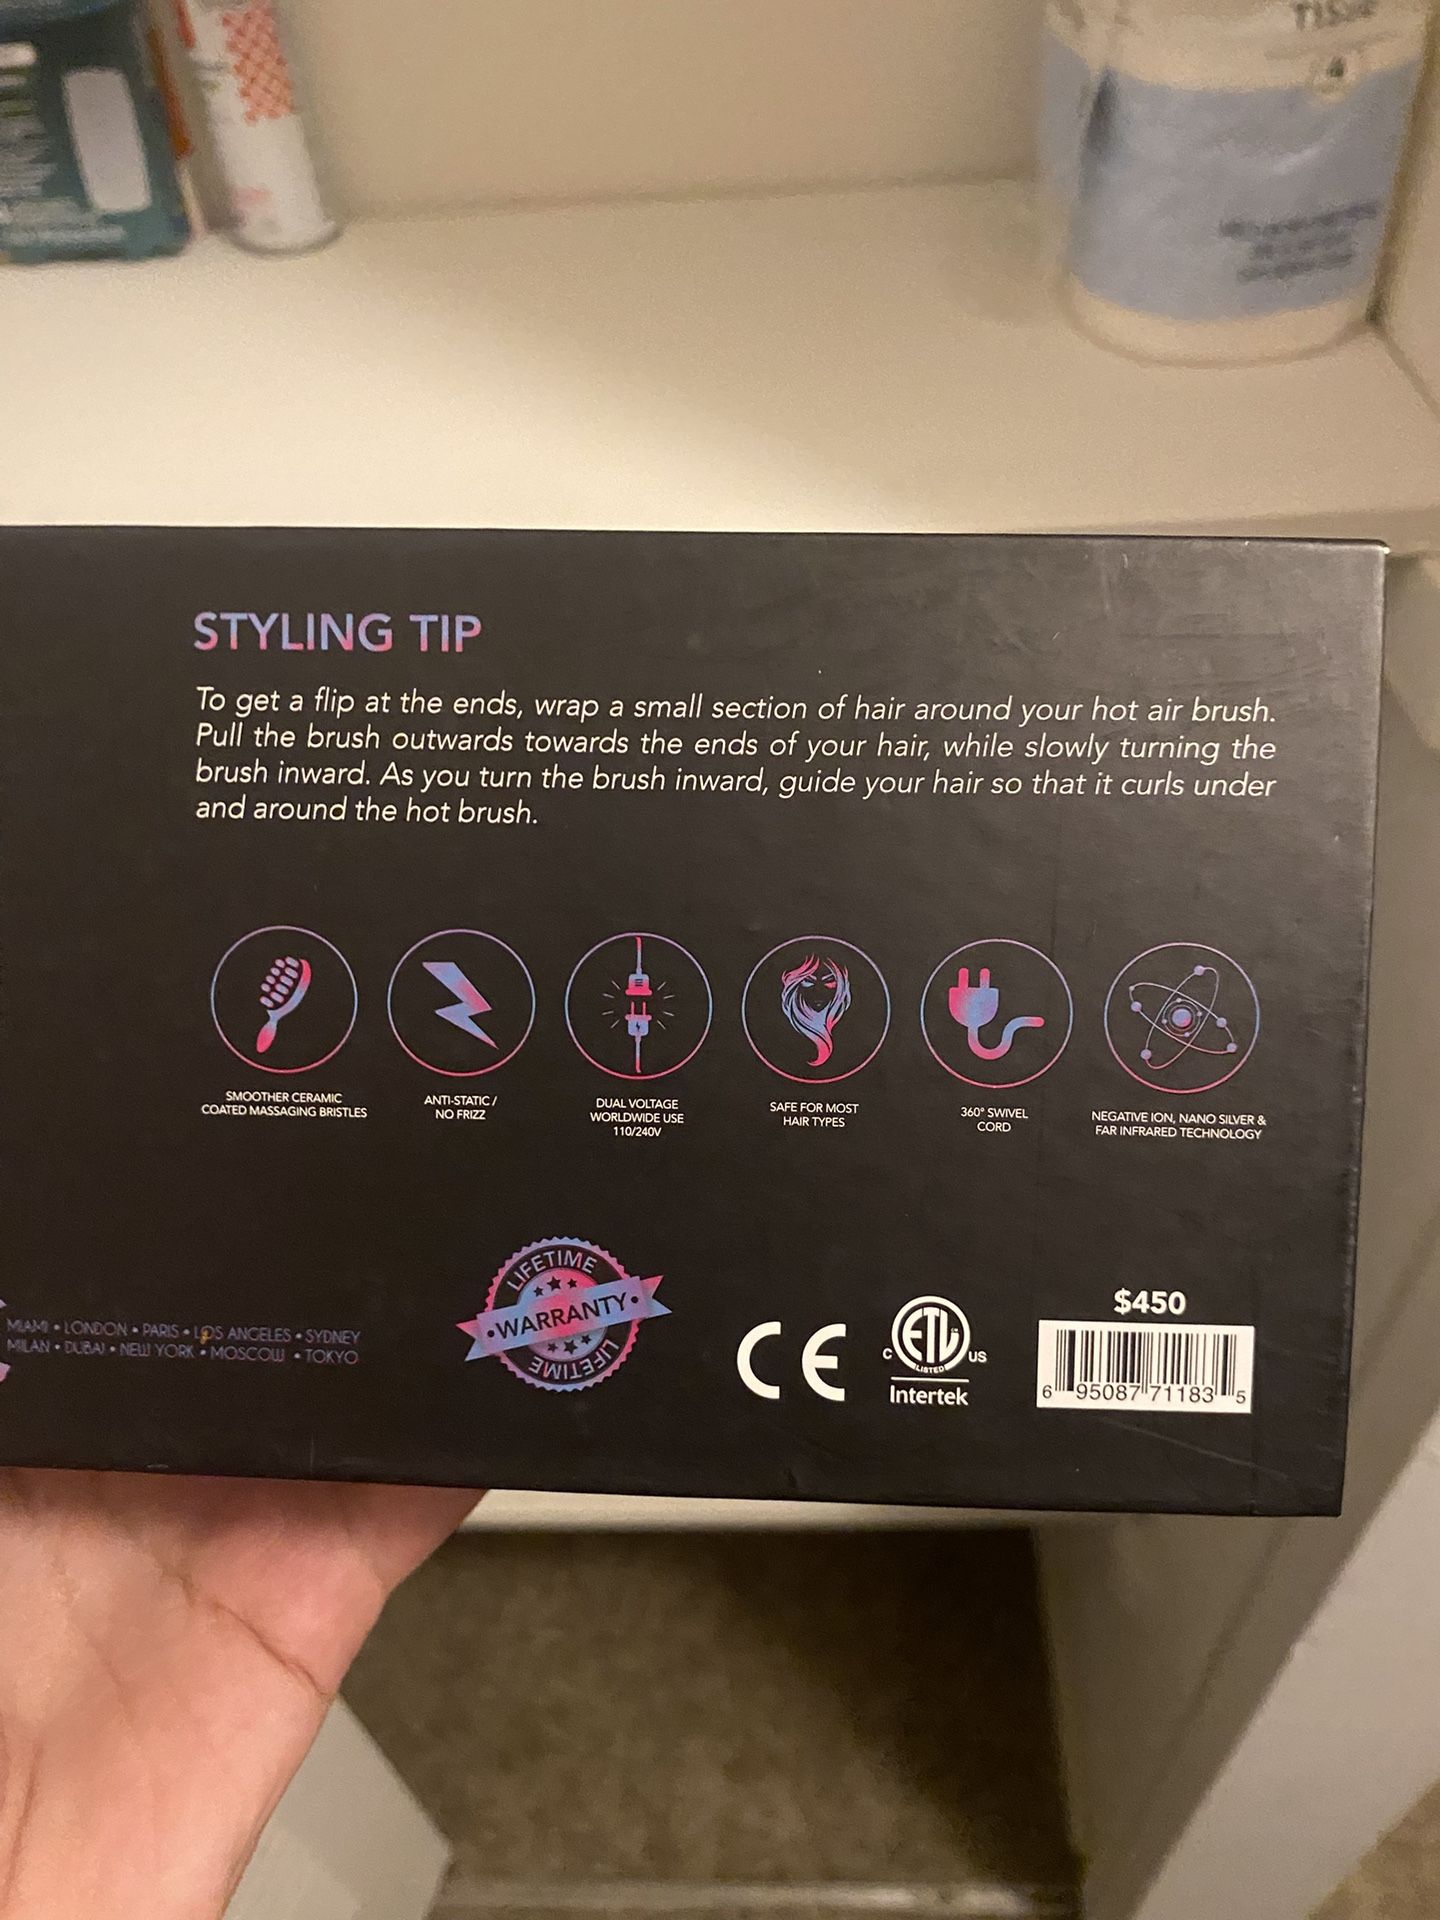 TISSUE
4
STYLING TIP
To get a flip at the ends, wrap a small section of hair around your hot air brush.
Pull the brush outwards towards the ends of your hair, while slowly turning the
brush inward. As you turn the brush inward, guide your hair so that it curls under
and around the hot brush.
SMOOTHER CERAMIC
COATED MASSAGING BRISTLES
ANTI-STATIC /
NO FRIZZ
DUAL VOLTAGE
WORLDWIDE USE
110/240V
SAFE FOR MOST
HAIR TYPES
360° SWIVEL
CORD
NEGATIVE ION, NANO SILVER &
FAR INFRARED TECHNOLOGY
MIAMI • LONDON • PARIS • LOS ANGELES • SYDNEY
MILAN • DUBAI • NEW YORK • MOSCOW • TOKYO
LIFETIME
•WARRANTY•
LIFETIME
CE
C ETL US
LISTED
Intertek
$450
6 95087 71183 5